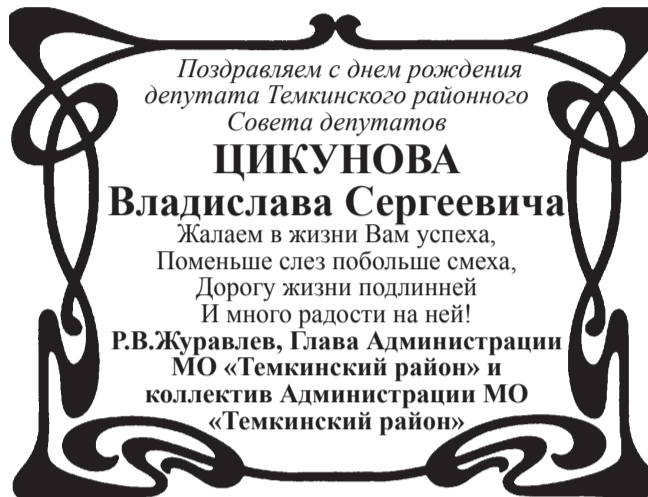 Поздравляем с днем рождения
депутата Темкинского районного
Совета депутатов
ЦИКУНОВА
Владислава Сергеевича
Жалаем в жизни Вам успеха,
Поменьше слез побольше смеха,
Дорогу жизни подлинней
И много радости на ней!
Р.В.Журавлев, Глава Администрации
МО «Темкинский район» и
коллектив Администрации МО
«Темкинский район»